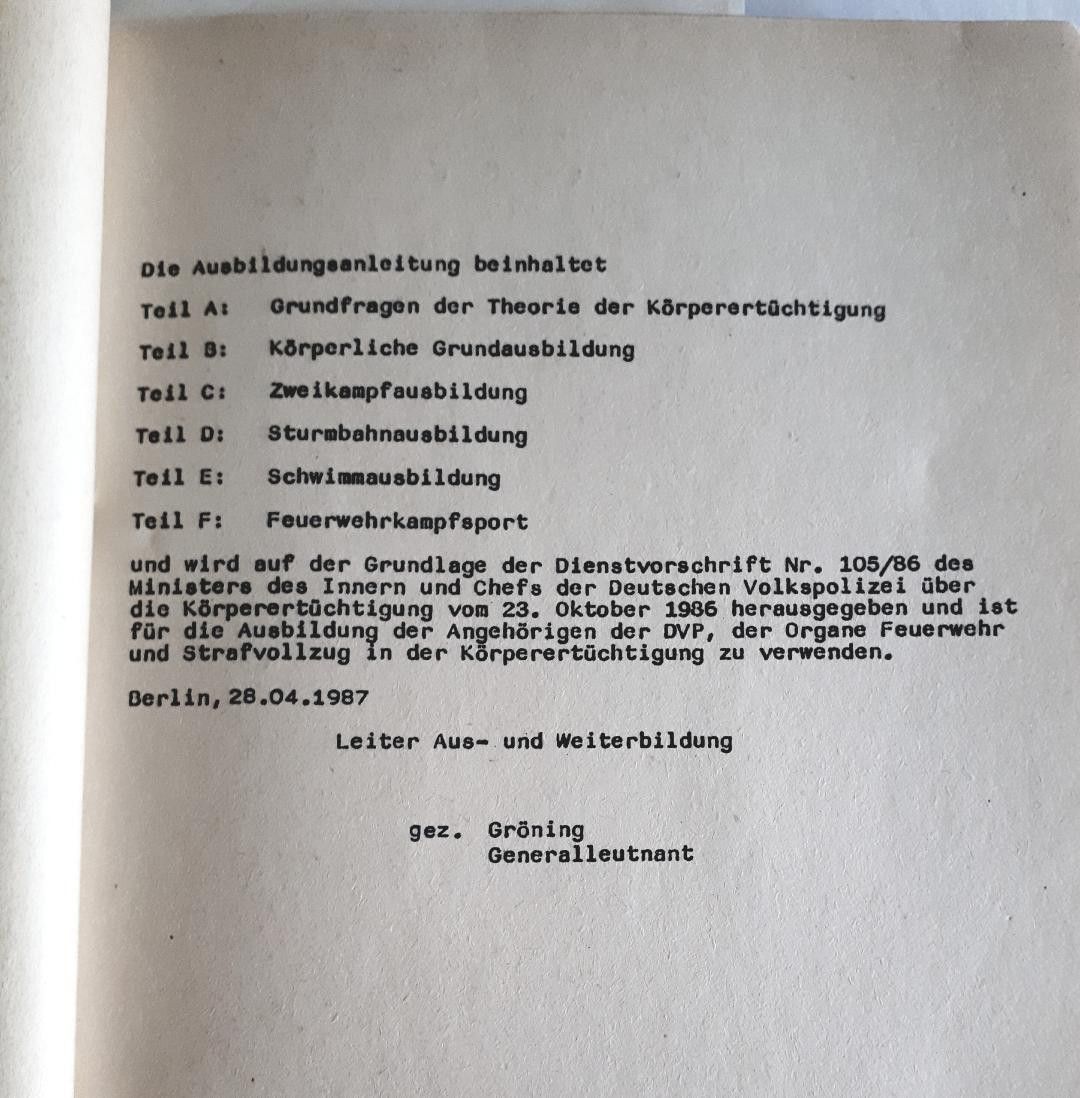 Die Ausbildungsanleitung beinhaltet
Teil A: Grundfragen der Theorie der Körperertüchtigung
Teil B: Körperliche Grundausbildung
Teil C: Zweikampfausbildung
Teil D: Sturmbahnausbildung
Teil E: Schwimmausbildung
Teil F: Feuerwehrkampfsport
und wird auf der Grundlage der Dienstvorschrift Nr. 105/86 des
Ministers des Innern und Chefs der Deutschen Volkspolizei über
die Körperertüchtigung vom 23. Oktober 1986 herausgegeben und ist
für die Ausbildung der Angehörigen der DVP, der Organe Feuerwehr
und Strafvollzug in der Körperertüchtigung zu verwenden.
Berlin, 28.04.1987
Leiter Aus- und Weiterbildung
gez. Gröning
Generalleutnant